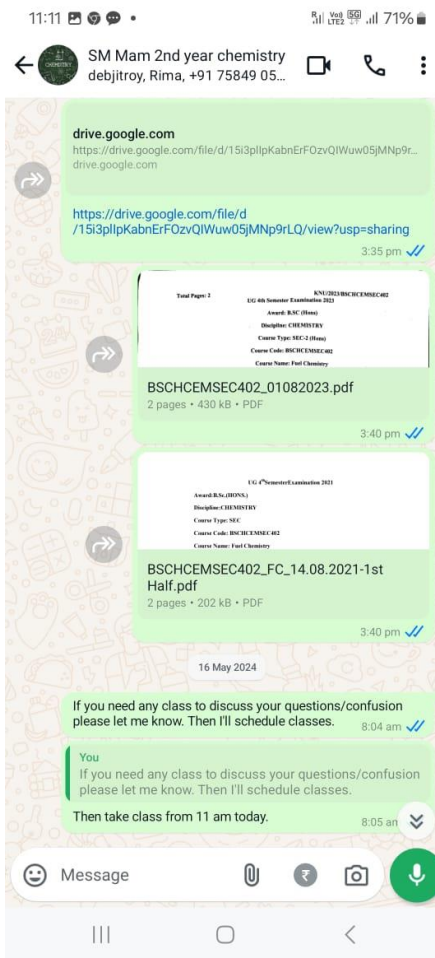 11:11
R Vo)) 5G
LTE2
71%
CHEMISTRY
SM Mam 2nd year chemistry
debjitroy, Rima, +91 75849 05...
drive.google.com
https://drive.google.com/file/d/15i3plIpKabnErFOzvQIWuw05jMNp9r...
drive.google.com
https://drive.google.com/file/d
/15i3plIpKabnErFOzvQIWuw05jMNp9rLQ/view?usp=sharing
3:35 pm
Total Pages: 2
KNU/2023/BSCHCEMSEC402
UG 4th Semester Examination 2023
Award: B.SC (Hons)
Discipline: CHEMISTRY
Course Type: SEC-2 (Hons)
Course Code: BSCHCEMSEC402
Course Name: Fuel Chemistry
BSCHCEMSEC402_01082023.pdf
2 pages • 430 kB • PDF
3:40 pm
UG 4thSemesterExamination 2021
Award:B.Sc.(HONS.)
Discipline:CHEMISTRY
Course Type: SEC
Course Code: BSCHCEMSEC402
Course Name: Fuel Chemistry
BSCHCEMSEC402_FC_14.08.2021-1st
Half.pdf
2 pages • 202 kB • PDF
3:40 pm
16 May 2024
If you need any class to discuss your questions/confusion
please let me know. Then I'll schedule classes.
8:04 am
You
If you need any class to discuss your questions/confusion
please let me know. Then I'll schedule classes.
Then take class from 11 am today.
8:05 am
Message
₹